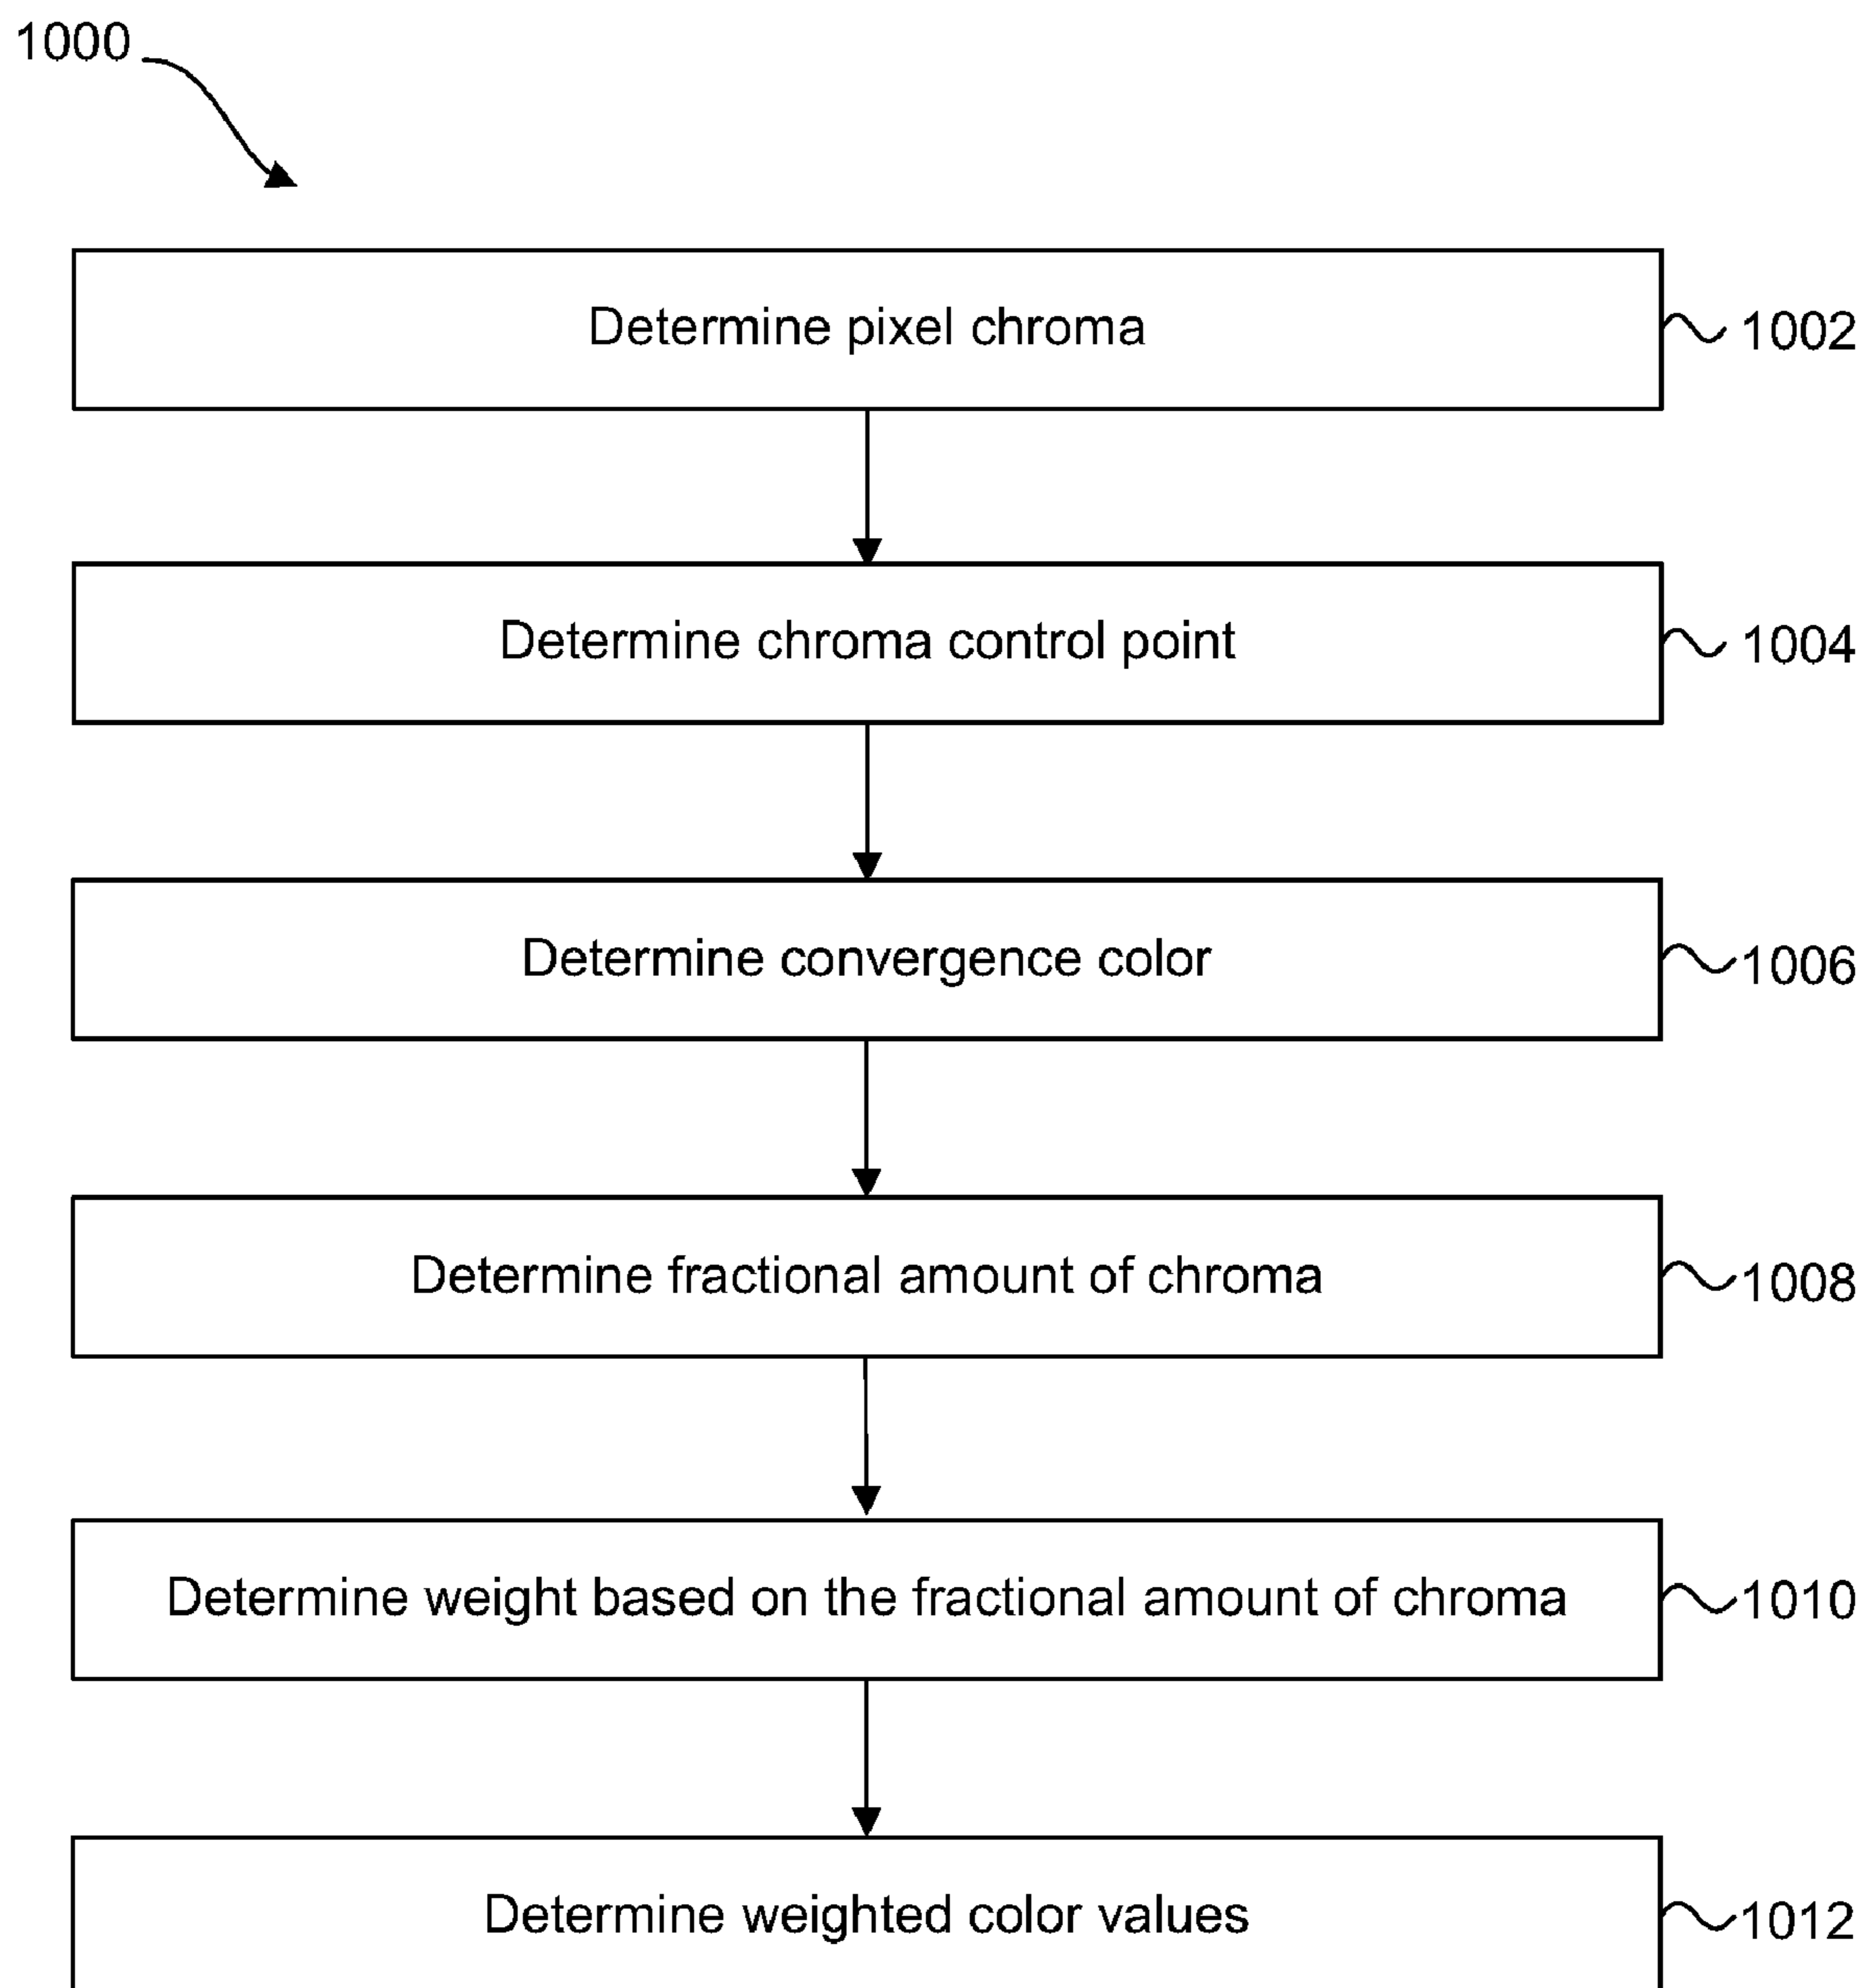 1000
Determine pixel chroma
1002
Determine chroma control point
1004
Determine convergence color
1006
Determine fractional amount of chroma
1008
Determine weight based on the fractional amount of chroma
1010
Determine weighted color values
1012